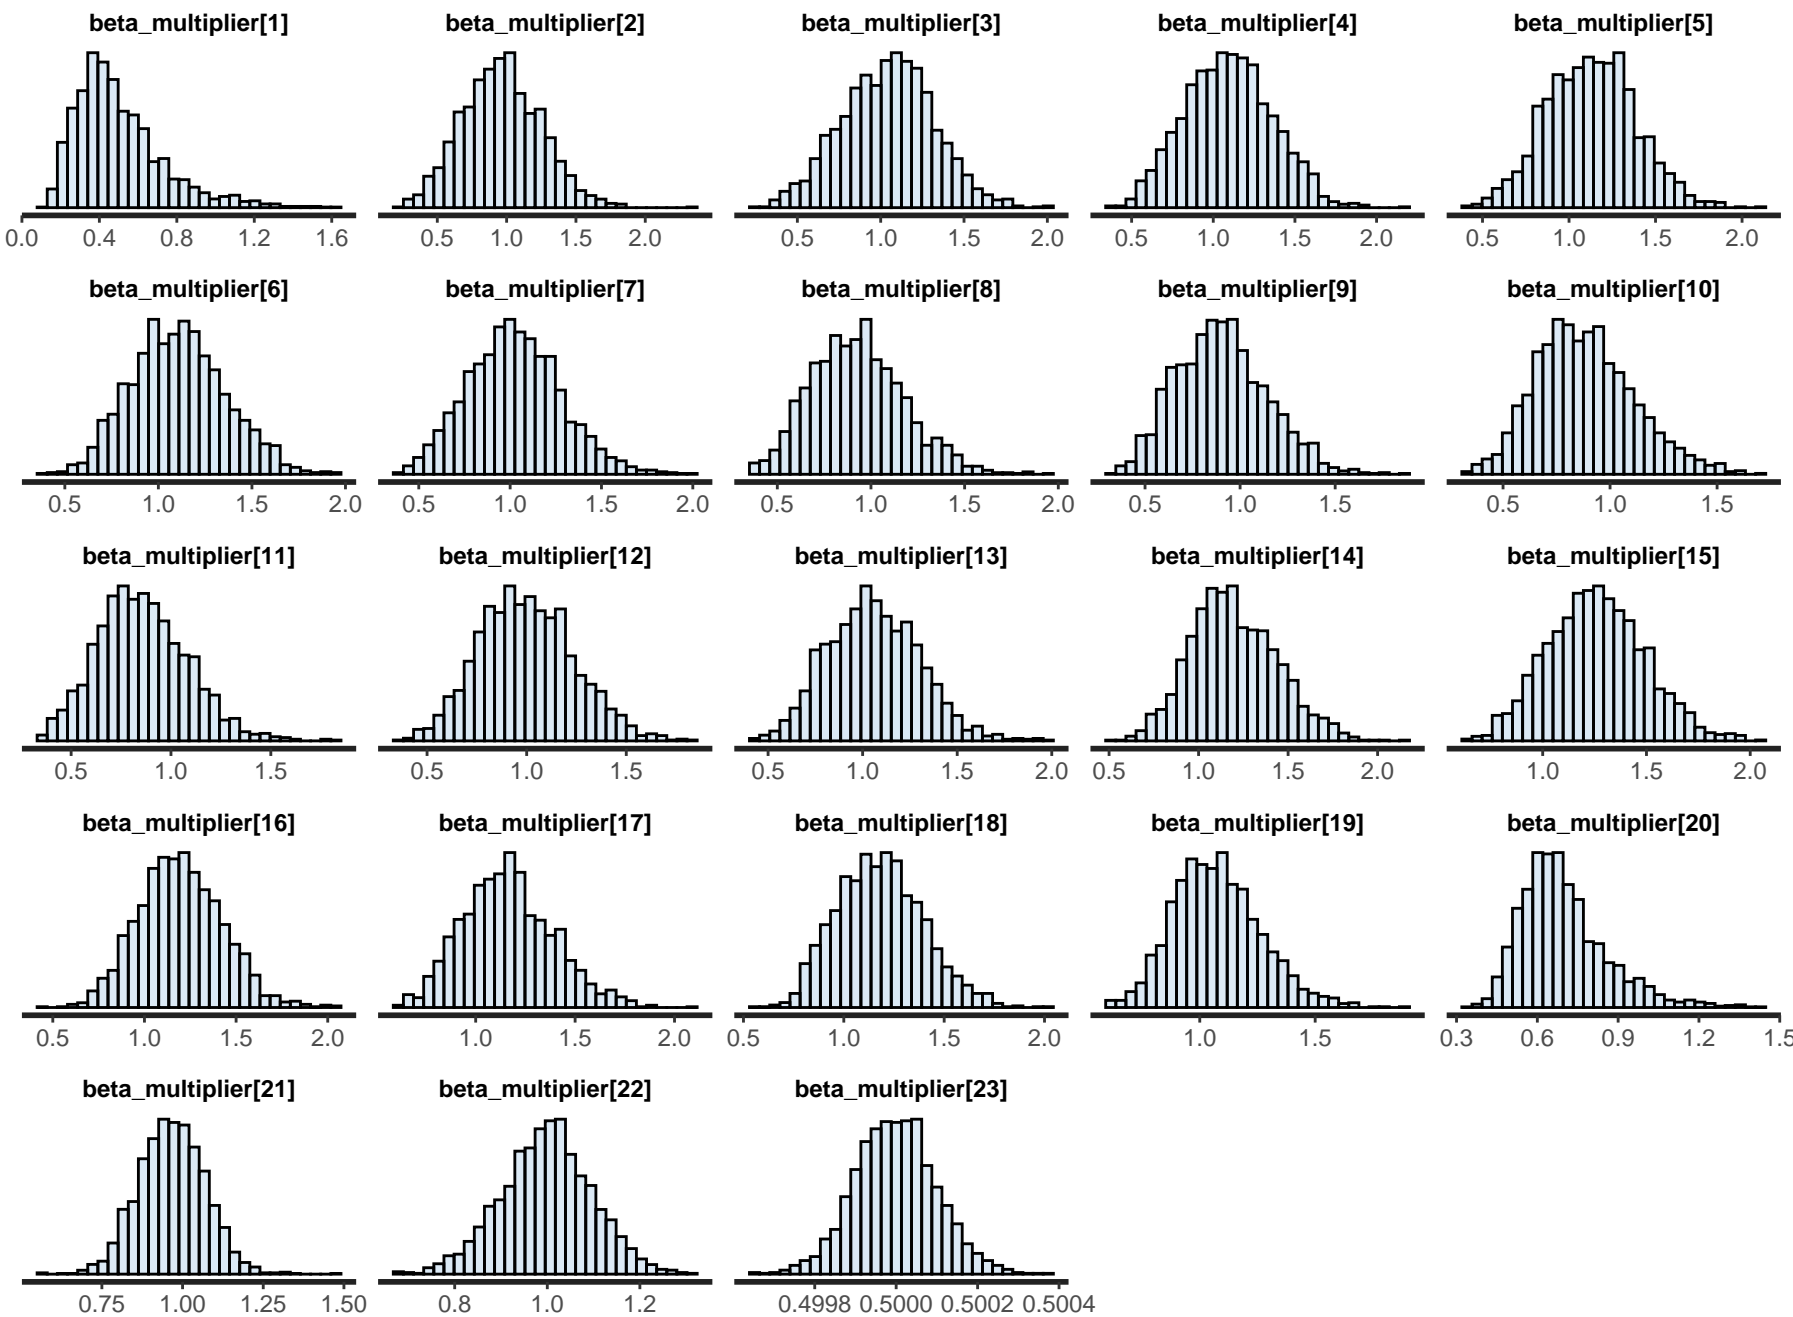 beta_multiplier[1] beta_multiplier[2] beta_multiplier[3] beta_multiplier[4] beta_multiplier[5]
0.0 0.4 0.8 1.2 1.6 0.5 1.0 1.5 2.0 0.5 1.0 1.5 2.0 0.5 1.0 1.5 2.0 0.5 1.0 1.5 2.0
beta_multiplier[6] beta_multiplier[7] beta_multiplier[8] beta_multiplier[9] beta_multiplier[10]
0.5 1.0 1.5 2.0 0.5 1.0 1.5 2.0 0.5 1.0 1.5 2.0 0.5 1.0 1.5 0.5 1.0 1.5
beta_multiplier[11] beta_multiplier[12] beta_multiplier[13] beta_multiplier[14] beta_multiplier[15]
0.5 1.0 1.5 0.5 1.0 1.5 0.5 1.0 1.5 2.0 0.5 1.0 1.5 2.0 1.0 1.5 2.0
beta_multiplier[16] beta_multiplier[17] beta_multiplier[18] beta_multiplier[19] beta_multiplier[20]
0.5 1.0 1.5 2.0 1.0 1.5 2.0 0.5 1.0 1.5 2.0 1.0 1.5 0.3 0.6 0.9 1.2 1.5
beta_multiplier[21] beta_multiplier[22] beta_multiplier[23]
0.75 1.00 1.25 1.50 0.8 1.0 1.2 0.4998 0.5000 0.5002 0.5004